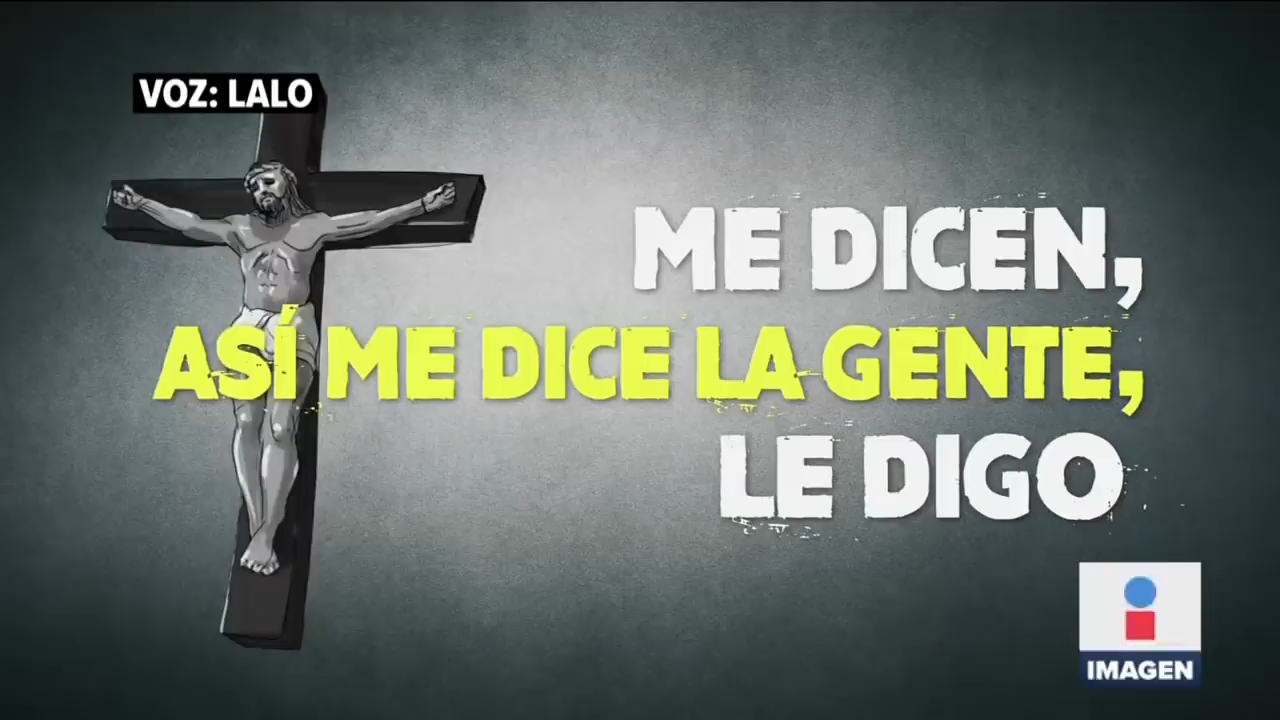 VOZ: LALO
ME DICEN,
ASÍ ME DICE LA GENTE,
LE DIGO
IMAGEN